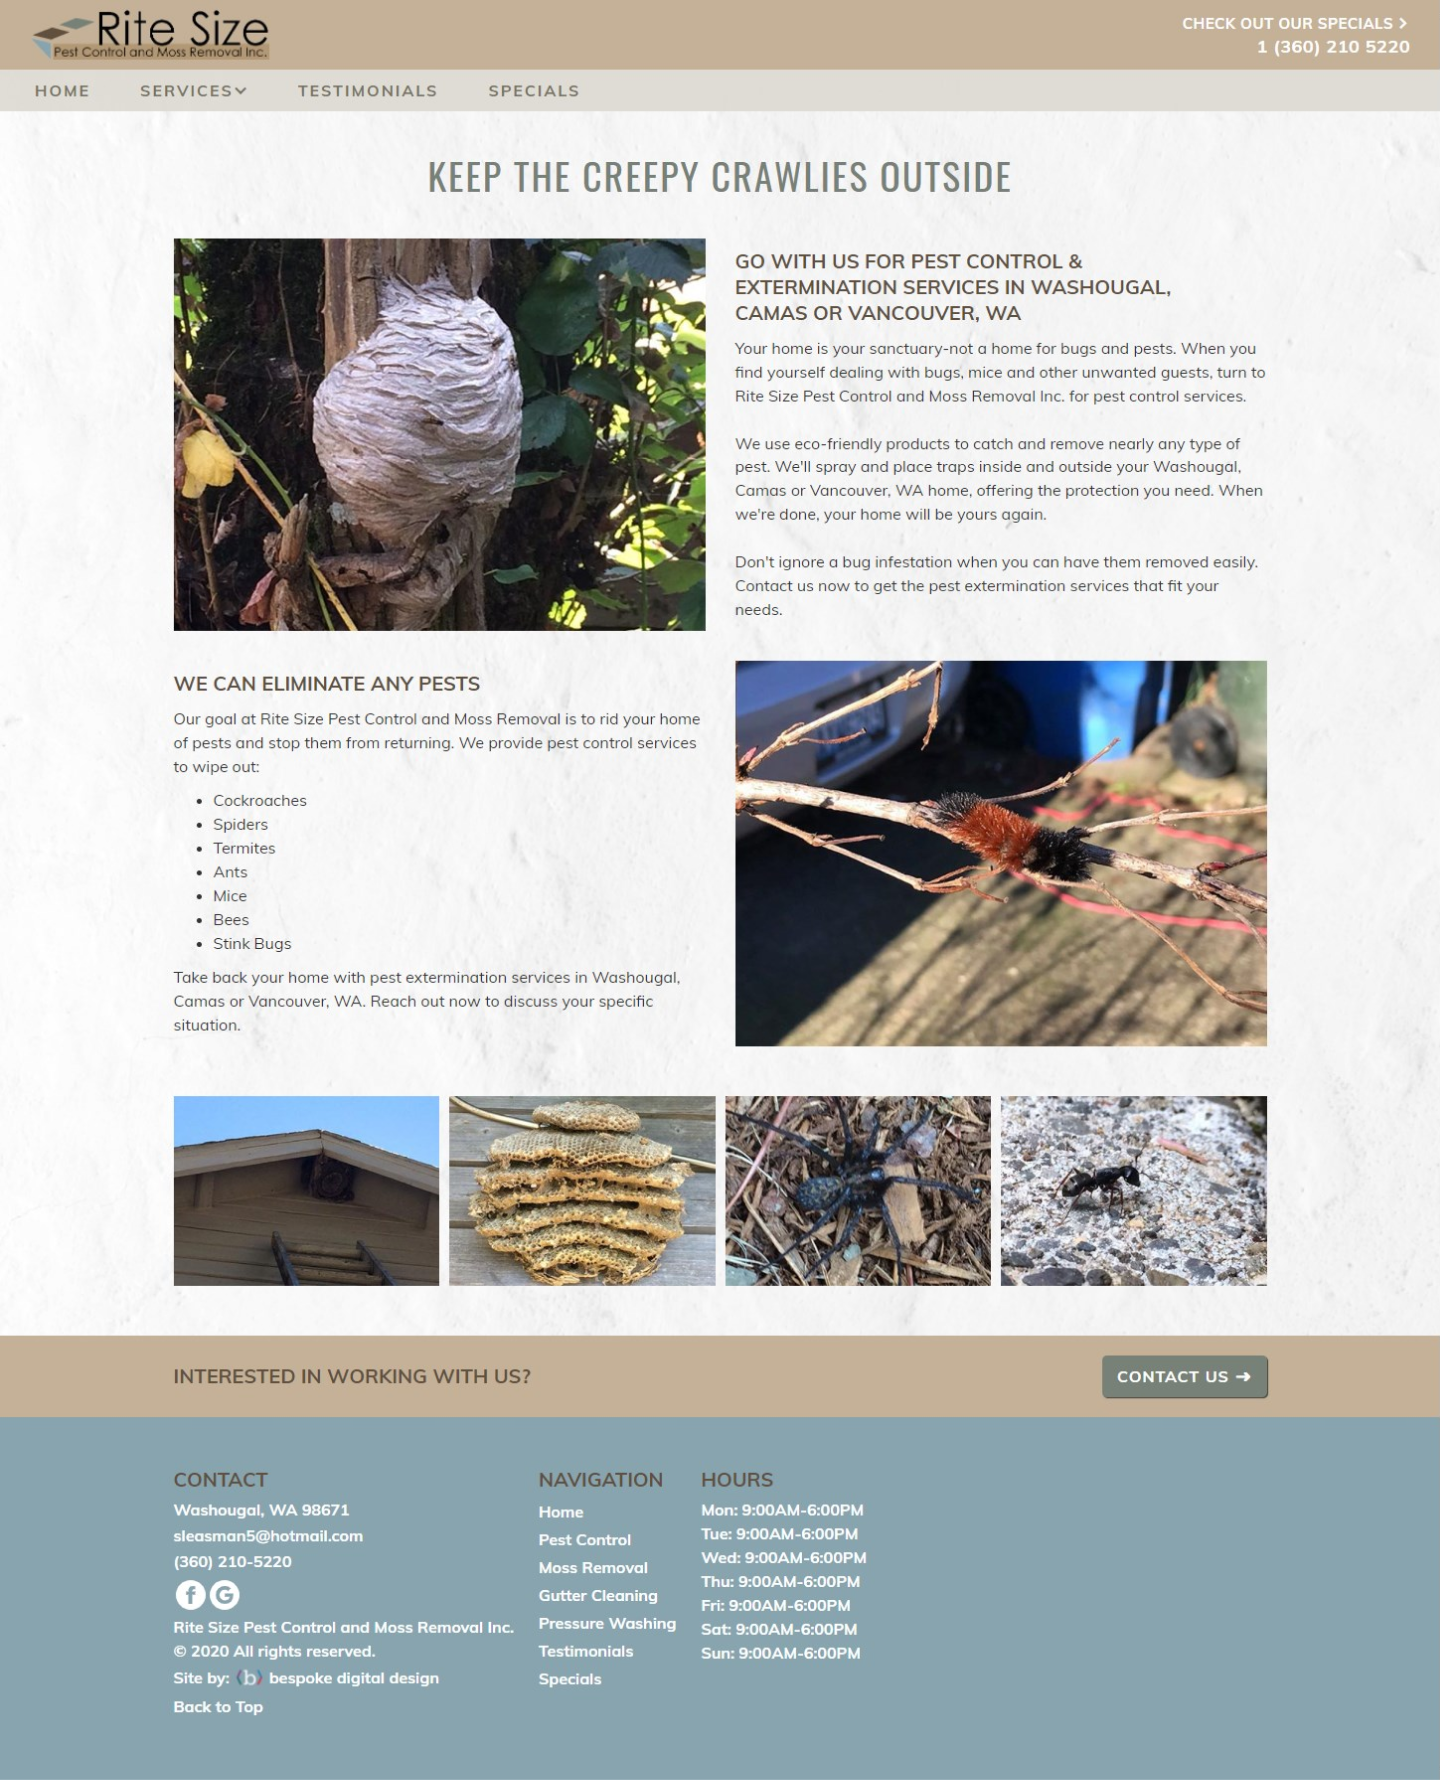 Rite Size
Pest Control and Moss Removal Inc.
CHECK OUT OUR SPECIALS
1 (360) 210 5220
HOME
SERVICES
TESTIMONIALS
SPECIALS
KEEP THE CREEPY CRAWLIES OUTSIDE
GO WITH US FOR PEST CONTROL &
EXTERMINATION SERVICES IN WASHOUGAL,
CAMAS OR VANCOUVER, WA
Your home is your sanctuary-not a home for bugs and pests. When you
find yourself dealing with bugs, mice and other unwanted guests, turn to
Rite Size Pest Control and Moss Removal Inc. for pest control services.
We use eco-friendly products to catch and remove nearly any type of
pest. We'll spray and place traps inside and outside your Washougal,
Camas or Vancouver, WA home, offering the protection you need. When
we're done, your home will be yours again.
Don't ignore a bug infestation when you can have them removed easily.
Contact us now to get the pest extermination services that fit your
needs.
WE CAN ELIMINATE ANY PESTS
Our goal at Rite Size Pest Control and Moss Removal is to rid your home
of pests and stop them from returning. We provide pest control services
to wipe out:
• Cockroaches
• Spiders
• Termites
• Ants
• Mice
• Bees
• Stink Bugs
Take back your home with pest extermination services in Washougal,
Camas or Vancouver, WA. Reach out now to discuss your specific
situation.
INTERESTED IN WORKING WITH US?
CONTACT US ➜
CONTACT
Washougal, WA 98671
sleasman5@hotmail.com
(360) 210-5220
Rite Size Pest Control and Moss Removal Inc.
© 2020 All rights reserved.
Site by: b bespoke digital design
Back to Top
NAVIGATION
Home
Pest Control
Moss Removal
Gutter Cleaning
Pressure Washing
Testimonials
Specials
HOURS
Mon: 9:00AM-6:00PM
Tue: 9:00AM-6:00PM
Wed: 9:00AM-6:00PM
Thu: 9:00AM-6:00PM
Fri: 9:00AM-6:00PM
Sat: 9:00AM-6:00PM
Sun: 9:00AM-6:00PM